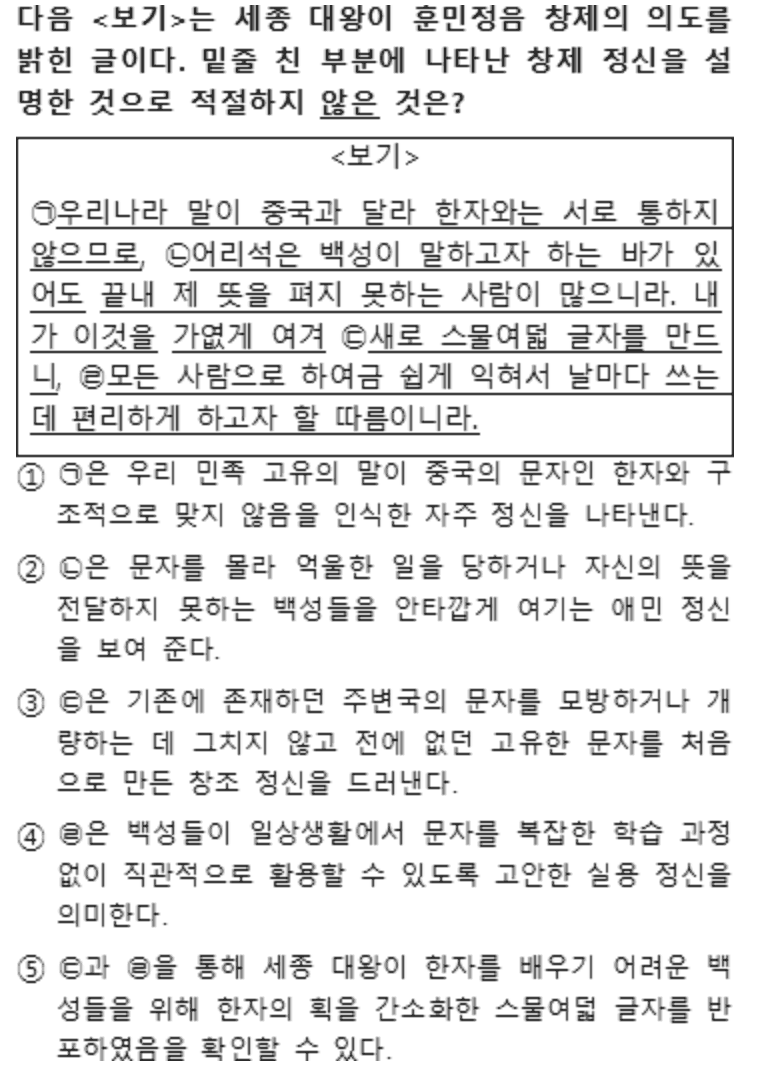 다음 <보기>는 세종 대왕이 훈민정음 창제의 의도를
밝힌 글이다. 밑줄 친 부분에 나타난 창제 정신을 설
명한 것으로 적절하지 않은 것은?
<보기>
㉠우리나라 말이 중국과 달라 한자와는 서로 통하지
않으므로, ㉡어리석은 백성이 말하고자 하는 바가 있
어도 끝내 제 뜻을 펴지 못하는 사람이 많으니라. 내
가 이것을 가엾게 여겨 ㉢새로 스물여덟 글자를 만드
니, ㉣모든 사람으로 하여금 쉽게 익혀서 날마다 쓰는
데 편리하게 하고자 할 따름이니라.
① ㉠은 우리 민족 고유의 말이 중국의 문자인 한자와 구
조적으로 맞지 않음을 인식한 자주 정신을 나타낸다.
② ㉡은 문자를 몰라 억울한 일을 당하거나 자신의 뜻을
전달하지 못하는 백성들을 안타깝게 여기는 애민 정신
을 보여 준다.
③ ㉢은 기존에 존재하던 주변국의 문자를 모방하거나 개
량하는 데 그치지 않고 전에 없던 고유한 문자를 처음
으로 만든 창조 정신을 드러낸다.
④ ㉣은 백성들이 일상생활에서 문자를 복잡한 학습 과정
없이 직관적으로 활용할 수 있도록 고안한 실용 정신을
의미한다.
⑤ ㉢과 ㉣을 통해 세종 대왕이 한자를 배우기 어려운 백
성들을 위해 한자의 획을 간소화한 스물여덟 글자를 반
포하였음을 확인할 수 있다.